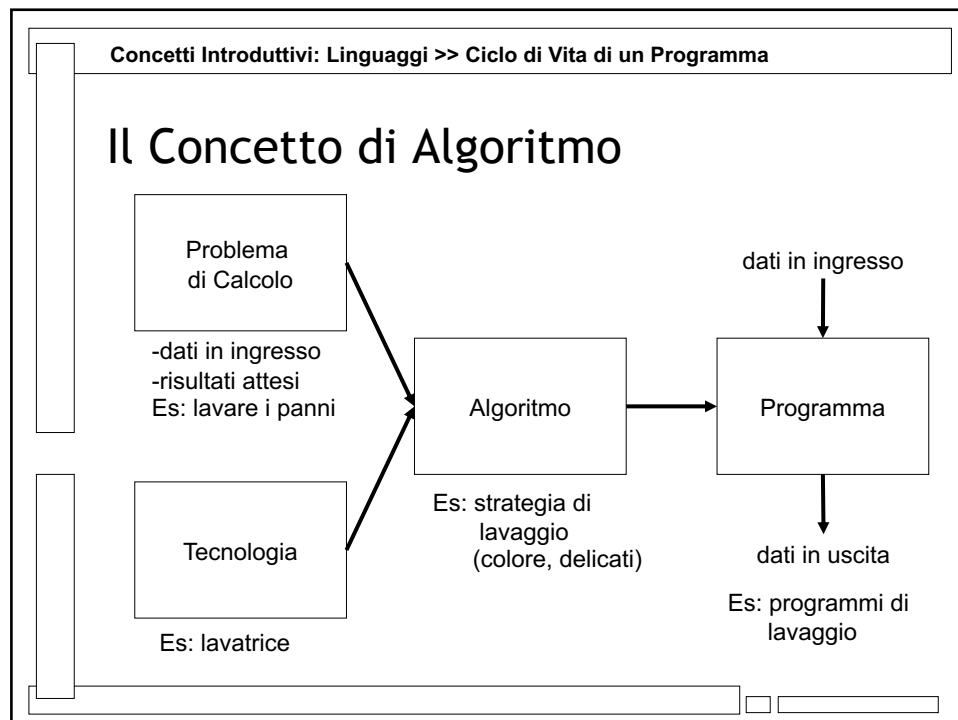 Concetti Introduttivi: Linguaggi >> Ciclo di Vita di un Programma
Il Concetto di Algoritmo
Problema
di Calcolo
-dati in ingresso
-risultati attesi
Es: lavare i panni
Tecnologia
Es: lavatrice
Algoritmo
Es: strategia di
lavaggio
(colore, delicati)
dati in ingresso
Programma
dati in uscita
Es: programmi di
lavaggio